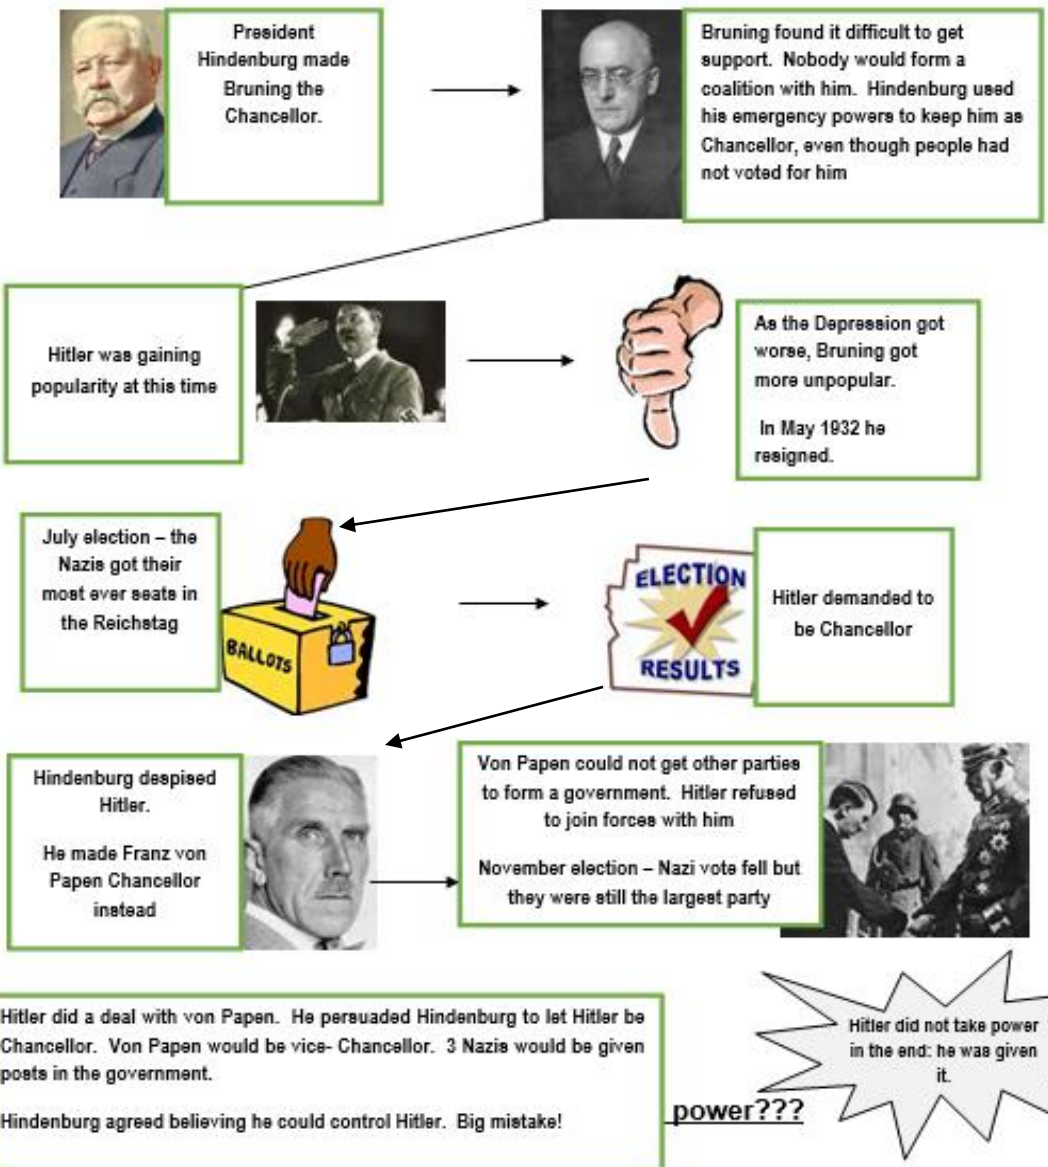 President
Hindenburg made
Bruning the
Chancellor.
Bruning found it difficult to get
support. Nobody would form a
coalition with him. Hindenburg used
his emergency powers to keep him as
Chancellor, even though people had
not voted for him
Hitler was gaining
popularity at this time
As the Depression got
worse, Bruning got
more unpopular.
In May 1932 he
resigned.
July election – the
Nazis got their
most ever seats in
the Reichstag
BALLOTS
ELECTION
RESULTS
Hitler demanded to
be Chancellor
Hindenburg despised
Hitler.
He made Franz von
Papen Chancellor
instead
Von Papen could not get other parties
to form a government. Hitler refused
to join forces with him
November election – Nazi vote fell but
they were still the largest party
Hitler did a deal with von Papen. He persuaded Hindenburg to let Hitler be
Chancellor. Von Papen would be vice- Chancellor. 3 Nazis would be given
posts in the government.
Hindenburg agreed believing he could control Hitler. Big mistake!
power???
Hitler did not take power
in the end: he was given
it.